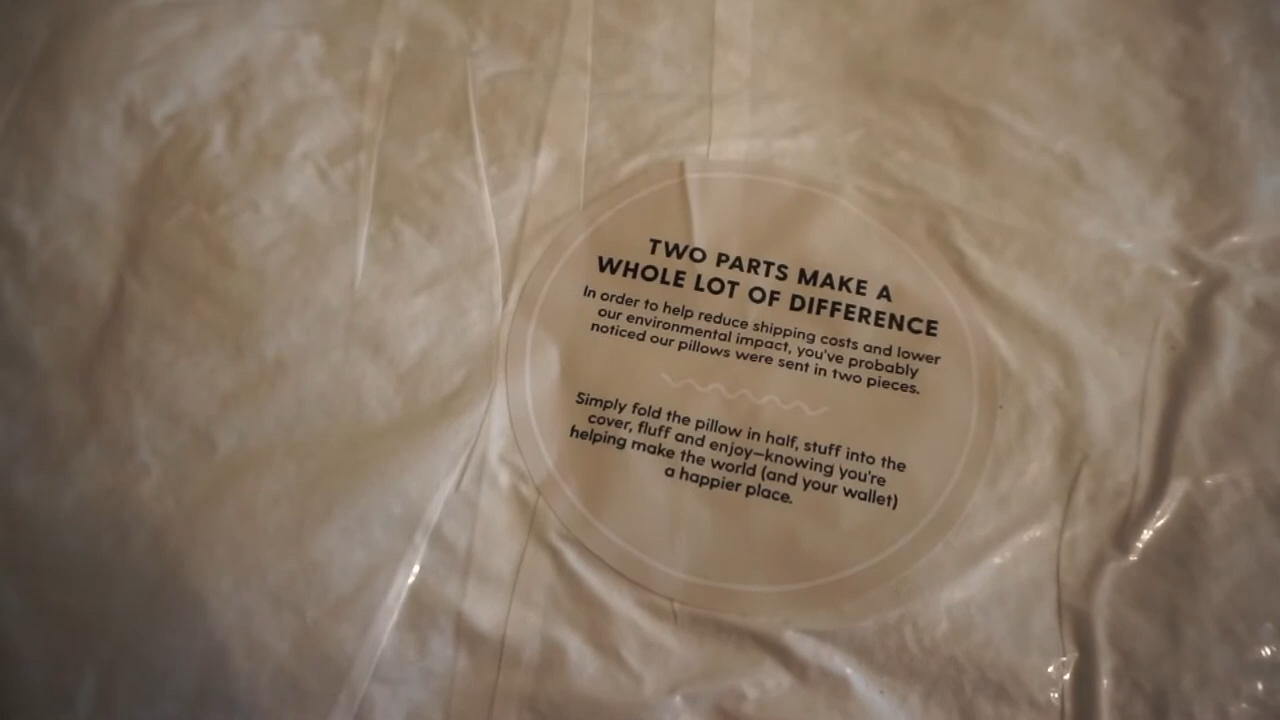 TWO PARTS MAKE A
WHOLE LOT OF DIFFERENCE
In order to help reduce shipping costs and lower
our environmental impact, you've probably
noticed our pillows were sent in two pieces.
Simply fold the pillow in half, stuff into the
cover, fluff and enjoy—knowing you're
helping make the world (and your wallet)
a happier place.